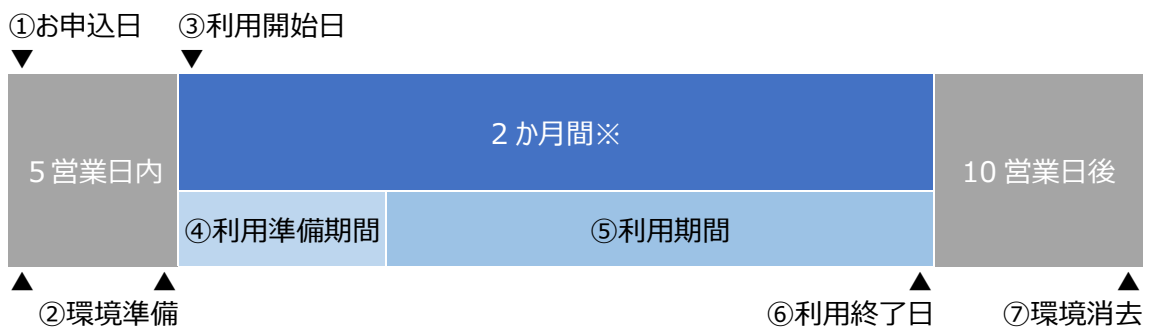 ①お申込日 ③利用開始日
▼ ▼
5営業日内 2か月間※ 10営業日後
④利用準備期間 ⑤利用期間
▲ ▲ ▲ ▲
②環境準備 ⑥利用終了日 ⑦環境消去